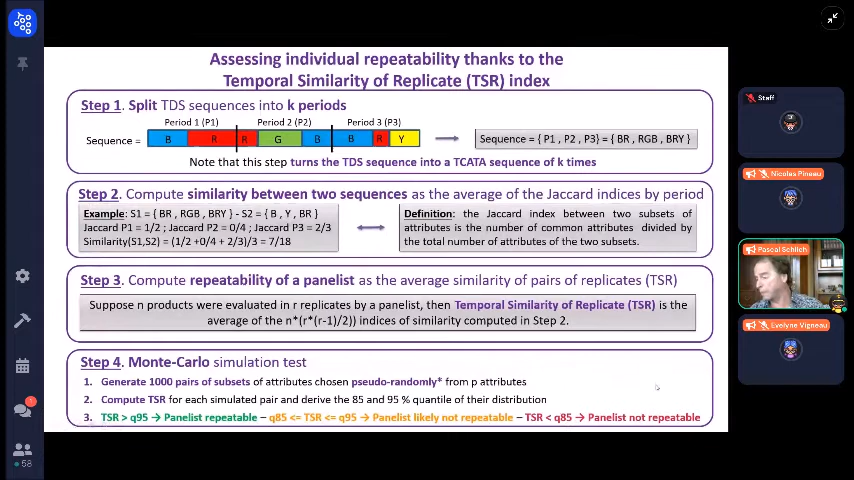 Assessing individual repeatability thanks to the
Temporal Similarity of Replicate (TSR) index
Step 1. Split TDS sequences into k periods
Period 1 (P1) Period 2 (P2) Period 3 (P3)
Sequence = B R R G B B R Y
Sequence = { P1 , P2 , P3} = { BR , RGB , BRY }
Note that this step turns the TDS sequence into a TCATA sequence of k times
Step 2. Compute similarity between two sequences as the average of the Jaccard indices by period
Example: S1 = { BR , RGB , BRY } - S2 = { B , Y , BR }
Jaccard P1 = 1/2 ; Jaccard P2 = 0/4 ; Jaccard P3 = 2/3
Similarity(S1,S2) = (1/2 +0/4 + 2/3)/3 = 7/18
Definition: the Jaccard index between two subsets of
attributes is the number of common attributes divided by
the total number of attributes of the two subsets.
Step 3. Compute repeatability of a panelist as the average similarity of pairs of replicates (TSR)
Suppose n products were evaluated in r replicates by a panelist, then Temporal Similarity of Replicate (TSR) is the
average of the n*(r*(r-1)/2)) indices of similarity computed in Step 2.
Step 4. Monte-Carlo simulation test
1. Generate 1000 pairs of subsets of attributes chosen pseudo-randomly* from p attributes
2. Compute TSR for each simulated pair and derive the 85 and 95 % quantile of their distribution
3. TSR > q95 → Panelist repeatable – q85 <= TSR <= q95 → Panelist likely not repeatable – TSR < q85 → Panelist not repeatable
Staff
Nicolas Pineau
Pascal Schlich
Evelyne Vigneau
1
58